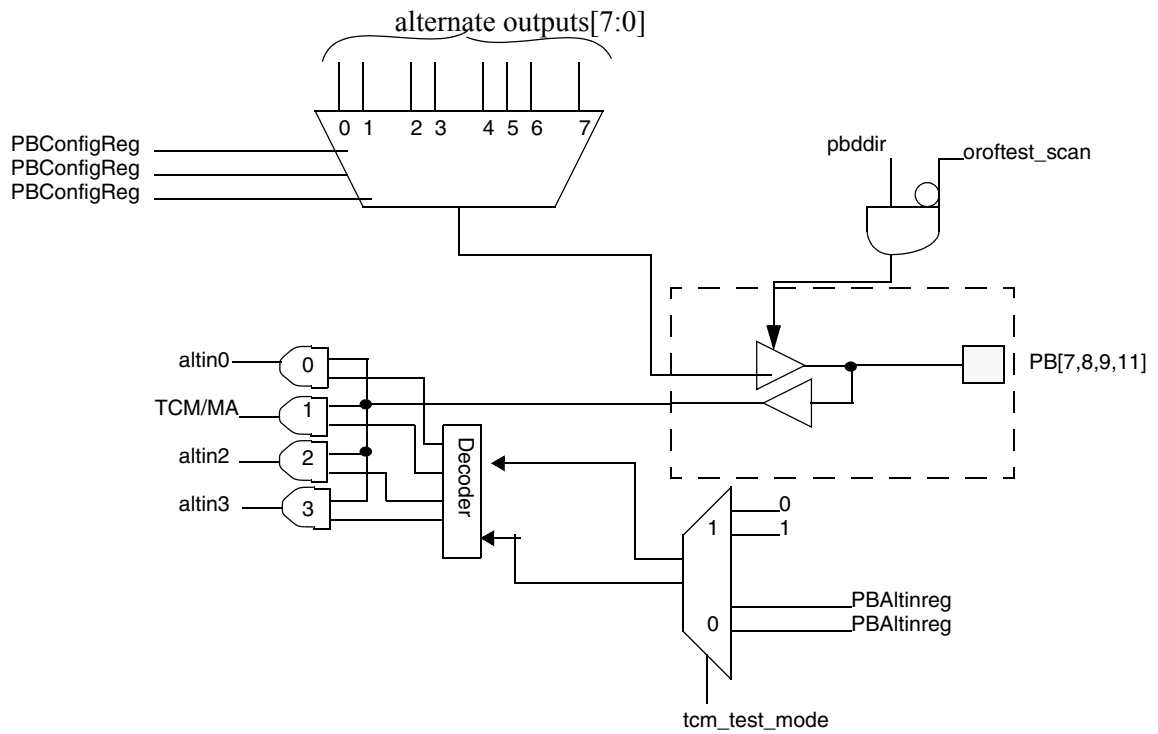 alternate outputs[7:0]
0 1 2 3 4 5 6 7
PBConfigReg
PBConfigReg
PBConfigReg
pbddir
oroftest_scan
PB[7,8,9,11]
altin0
0
TCM/MA
1
altin2
2
altin3
3
Decoder
0
1
1
PBAltinreg
0
PBAltinreg
tcm_test_mode